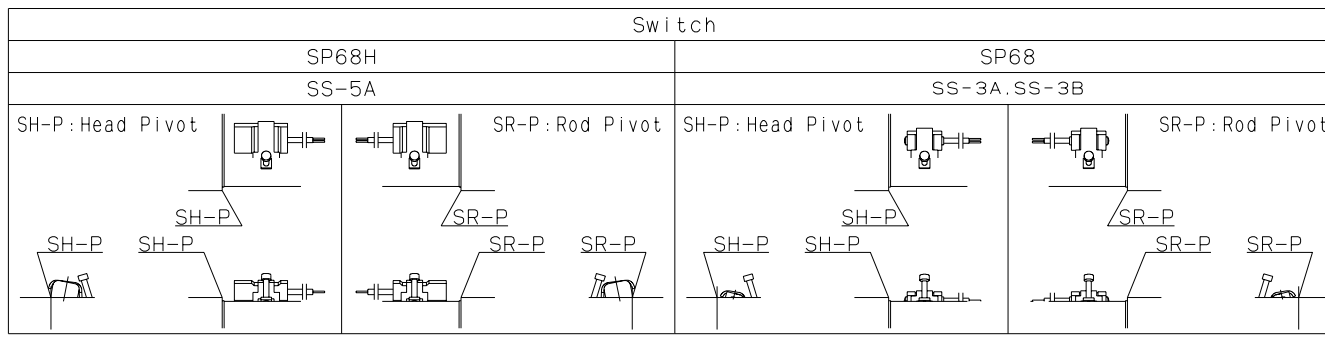 Switch
SP68H SP68
SS-5A SS-3A.SS-3B
SH-P:Head Pivot SR-P:Rod Pivot SH-P:Head Pivot SR-P:Rod Pivot
SH-P SR-P SH-P SR-P
SH-P SH-P SR-P SR-P SH-P SH-P SR-P SR-P